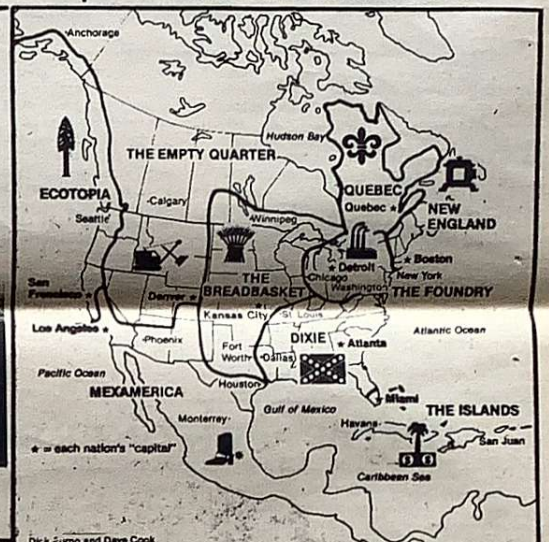 Anchorage
Hudson Bay
THE EMPTY QUARTER
ECOTOPIA
Calgary
QUEBEC
Quebec ★
NEW
ENGLAND
Seattle
Winnipeg
★ Boston
★ Detroit
Chicago
New York
Washington
San
Francisco ★
Denver ★
THE
BREADBASKET
THE FOUNDRY
Kansas City
St. Louis
Los Angeles ★
Phoenix
DIXIE
★ Atlanta
Atlantic Ocean
Fort
Worth
Dallas
Pacific Ocean
Houston
Miami
MEXAMERICA
Gulf of Mexico
THE ISLANDS
Monterrey
Havana
San Juan
★ = each nation's "capital"
Caribbean Sea
and Dave Cook